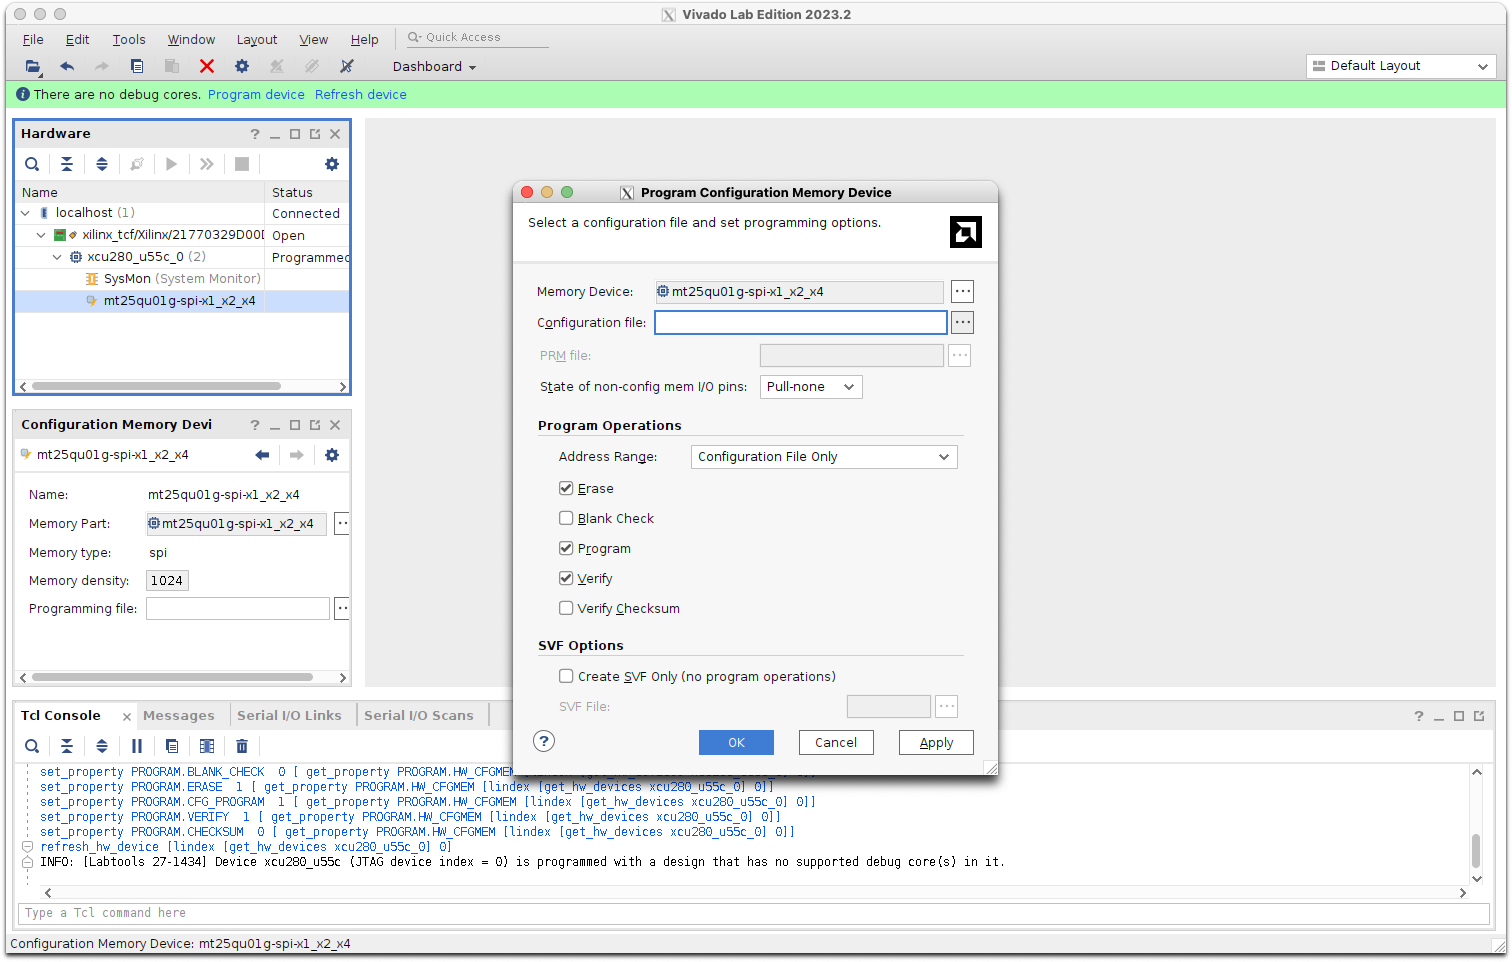 Vivado Lab Edition 2023.2
File Edit Tools Window Layout View Help Quick Access
Dashboard Default Layout
There are no debug cores. Program device Refresh device
Hardware
Name Status
localhost (1) Connected
xilinx_tcf/Xilinx/21770329D00D Open
xcu280_u55c_0 (2) Programmed
SysMon (System Monitor)
mt25qu01g-spi-x1_x2_x4
Configuration Memory Devi
mt25qu01g-spi-x1_x2_x4
Name: mt25qu01g-spi-x1_x2_x4
Memory Part: mt25qu01g-spi-x1_x2_x4
Memory type: spi
Memory density: 1024
Programming file:
Program Configuration Memory Device
Select a configuration file and set programming options.
Memory Device: mt25qu01g-spi-x1_x2_x4
Configuration file:
PRM file:
State of non-config mem I/O pins: Pull-none
Program Operations
Address Range: Configuration File Only
Erase
Blank Check
Program
Verify
Verify Checksum
SVF Options
Create SVF Only (no program operations)
SVF File:
OK Cancel Apply
Tcl Console Messages Serial I/O Links Serial I/O Scans
set_property PROGRAM.BLANK_CHECK 0 [ get_property PROGRAM.HW_CFGMEM [lindex [get_hw_devices xcu280_u55c_0] 0]]
set_property PROGRAM.ERASE 1 [ get_property PROGRAM.HW_CFGMEM [lindex [get_hw_devices xcu280_u55c_0] 0]]
set_property PROGRAM.CFG_PROGRAM 1 [ get_property PROGRAM.HW_CFGMEM [lindex [get_hw_devices xcu280_u55c_0] 0]]
set_property PROGRAM.VERIFY 1 [ get_property PROGRAM.HW_CFGMEM [lindex [get_hw_devices xcu280_u55c_0] 0]]
set_property PROGRAM.CHECKSUM 0 [ get_property PROGRAM.HW_CFGMEM [lindex [get_hw_devices xcu280_u55c_0] 0]]
refresh_hw_device [lindex [get_hw_devices xcu280_u55c_0] 0]
INFO: [Labtools 27-1434] Device xcu280_u55c (JTAG device index = 0) is programmed with a design that has no supported debug core(s) in it.
Type a Tcl command here
Configuration Memory Device: mt25qu01g-spi-x1_x2_x4